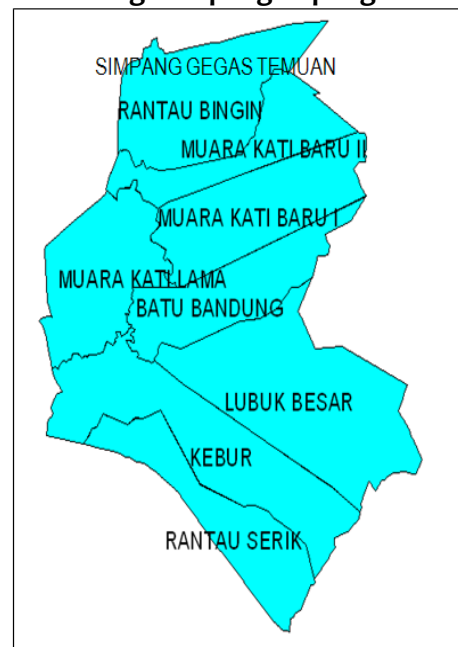 SIMPANG GEGAS TEMUAN
RANTAU BINGIN
MUARA KATI BARU II
MUARA KATI BARU I
MUARA KATI LAMA
BATU BANDUNG
LUBUK BESAR
KEBUR
RANTAU SERIK